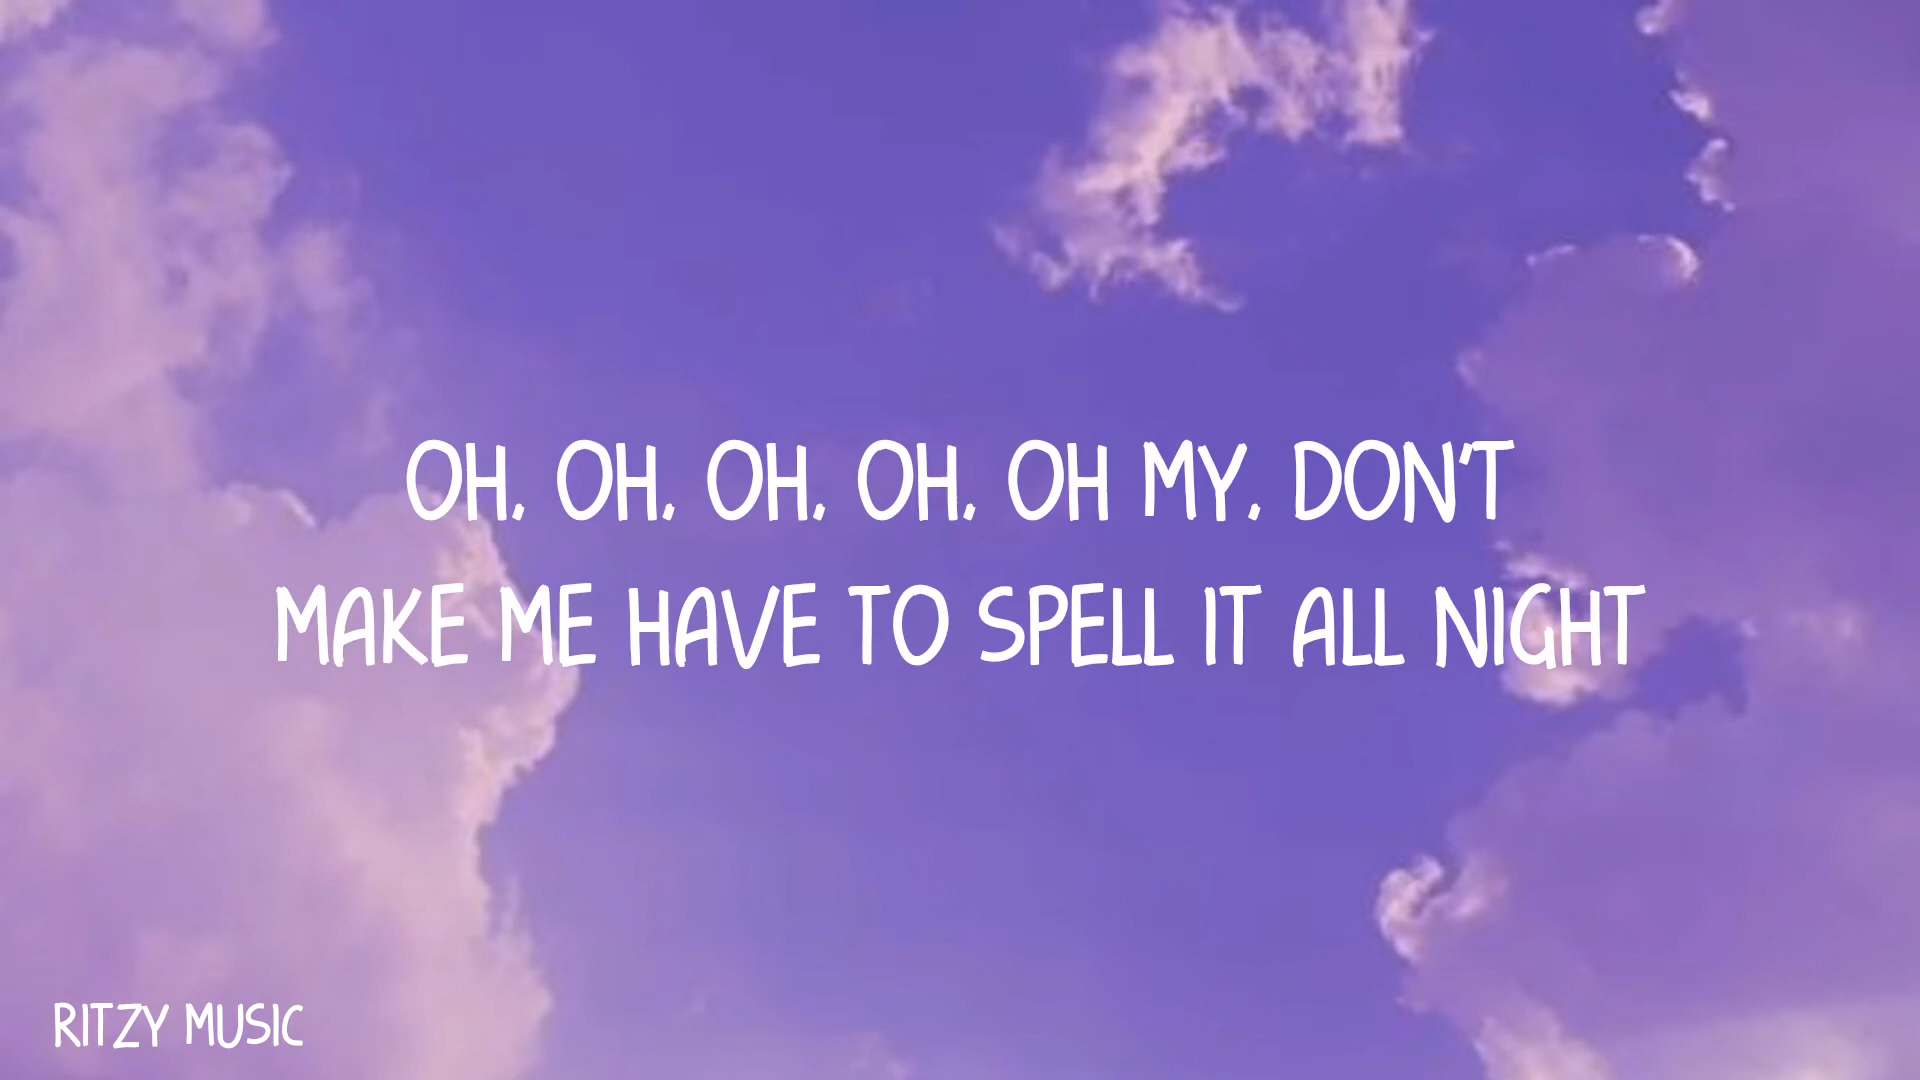 OH, OH, OH, OH, OH MY, DON'T
MAKE ME HAVE TO SPELL IT ALL NIGHT
RITZY MUSIC